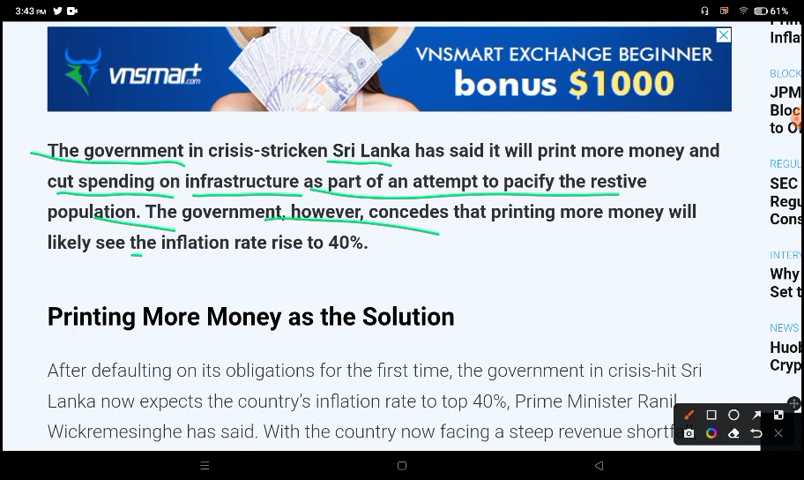 3:43 PM
61%
vnsmart.com
VNSMART EXCHANGE BEGINNER
bonus $1000
The government in crisis-stricken Sri Lanka has said it will print more money and
cut spending on infrastructure as part of an attempt to pacify the restive
population. The government, however, concedes that printing more money will
likely see the inflation rate rise to 40%.
Printing More Money as the Solution
After defaulting on its obligations for the first time, the government in crisis-hit Sri
Lanka now expects the country's inflation rate to top 40%, Prime Minister Ranil
Wickremesinghe has said. With the country now facing a steep revenue shortfall
Infla
BLOCK
JPM
Bloc
to O
REGUL
SEC
Regu
Cons
INTERV
Why
Set t
NEWS
Huob
Cryp